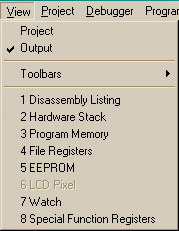 View Project Debugger Progra
Project
Output
Toolbars
1 Disassembly Listing
2 Hardware Stack
3 Program Memory
4 File Registers
5 EEPROM
6 LCD Pixel
7 Watch
8 Special Function Registers